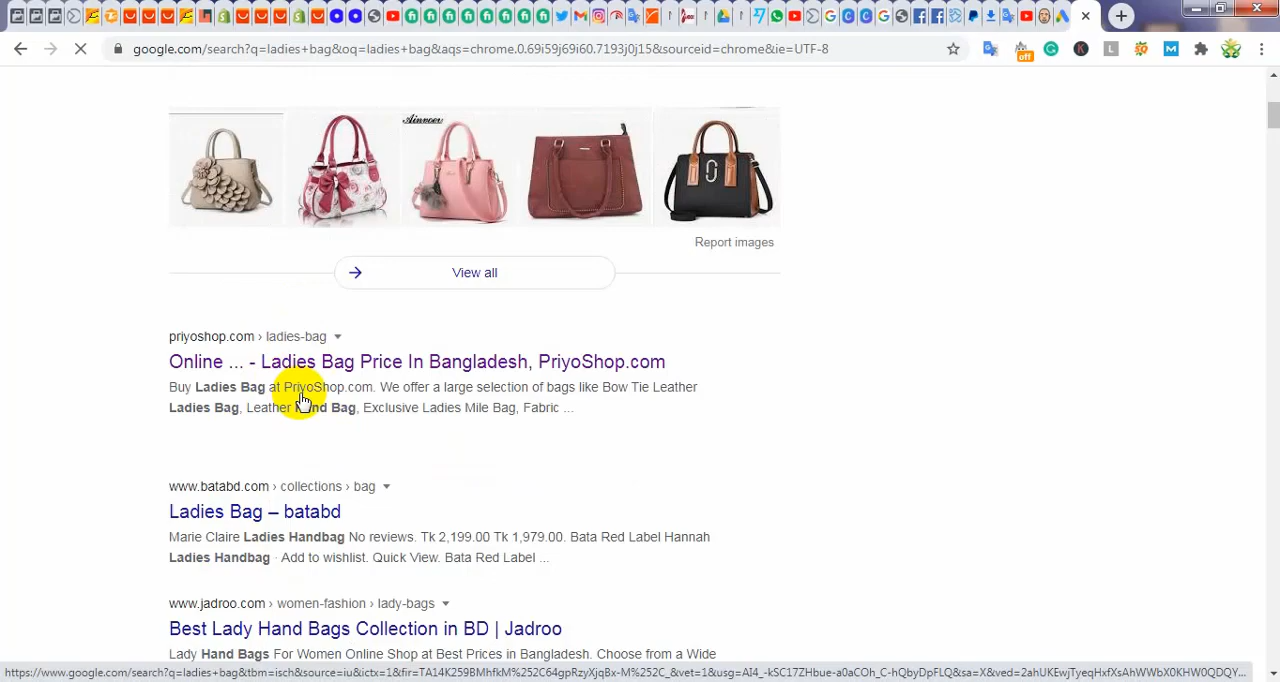 google.com/search?q=ladies+bag&oq=ladies+bag&aqs=chrome.0.69i59j69i60.7193j0j15&sourceid=chrome&ie=UTF-8
off
Ainnoer
Report images
View all
priyoshop.com › ladies-bag
Online ... - Ladies Bag Price In Bangladesh, PriyoShop.com
Buy Ladies Bag at PriyoShop.com. We offer a large selection of bags like Bow Tie Leather
Ladies Bag, Leather Hand Bag, Exclusive Ladies Mile Bag, Fabric ...
www.batabd.com › collections › bag
Ladies Bag – batabd
Marie Claire Ladies Handbag No reviews. Tk 2,199.00 Tk 1,979.00. Bata Red Label Hannah
Ladies Handbag · Add to wishlist. Quick View. Bata Red Label ...
www.jadroo.com › women-fashion › lady-bags
Best Lady Hand Bags Collection in BD | Jadroo
Lady Hand Bags For Women Online Shop at Best Prices in Bangladesh. Choose from a Wide